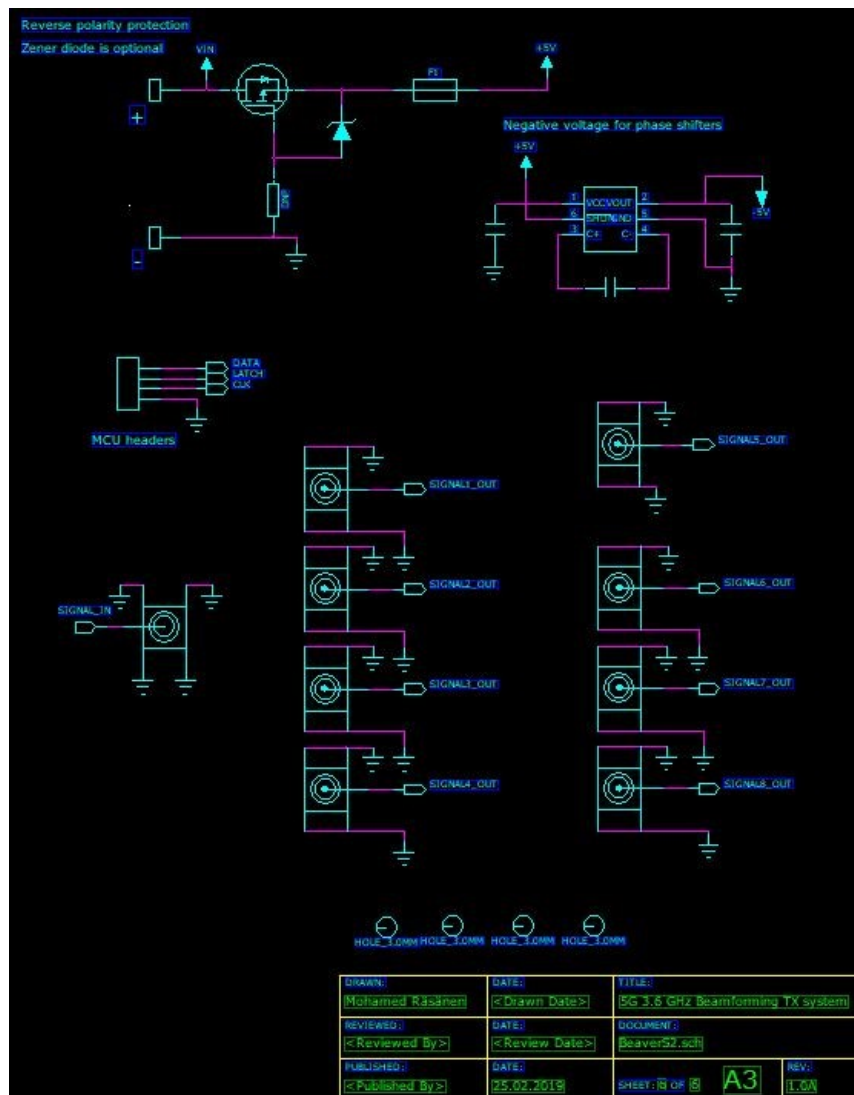 Reverse polarity protection
Zener diode is optional
VIN
+5V
F1
+
DNP
-
Negative voltage for phase shifters
+5V
1 VCC VOUT 2
6 SHDN GND 5
3 C+ C- 4
-5V
DATA
LATCH
CLK
MCU headers
SIGNAL5_OUT
SIGNAL1_OUT
SIGNAL2_OUT
SIGNAL6_OUT
SIGNAL_IN
SIGNAL3_OUT
SIGNAL7_OUT
SIGNAL4_OUT
SIGNAL8_OUT
HOLE_3.0MM HOLE_3.0MM HOLE_3.0MM HOLE_3.0MM
DRAWN: DATE: TITLE:
Mohamed Räsänen <Drawn Date> 5G 3.6 GHz Beamforming TX system
REVIEWED: DATE: DOCUMENT:
<Reviewed By> <Review Date> BeaverS2.sch
PUBLISHED: DATE: REV:
<Published By> 25.02.2019 SHEET: 6 OF 6 A3 1.0A